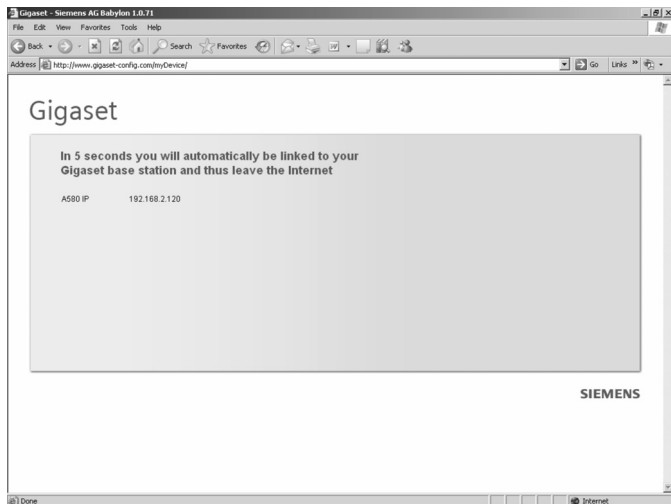 Gigaset - Siemens AG Babylon 1.0.71
File Edit View Favorites Tools Help
Back Search Favorites
Address http://www.gigaset-config.com/myDevice/ Go Links »
Gigaset
In 5 seconds you will automatically be linked to your
Gigaset base station and thus leave the Internet
A580 IP 192.168.2.120
SIEMENS
Done Internet